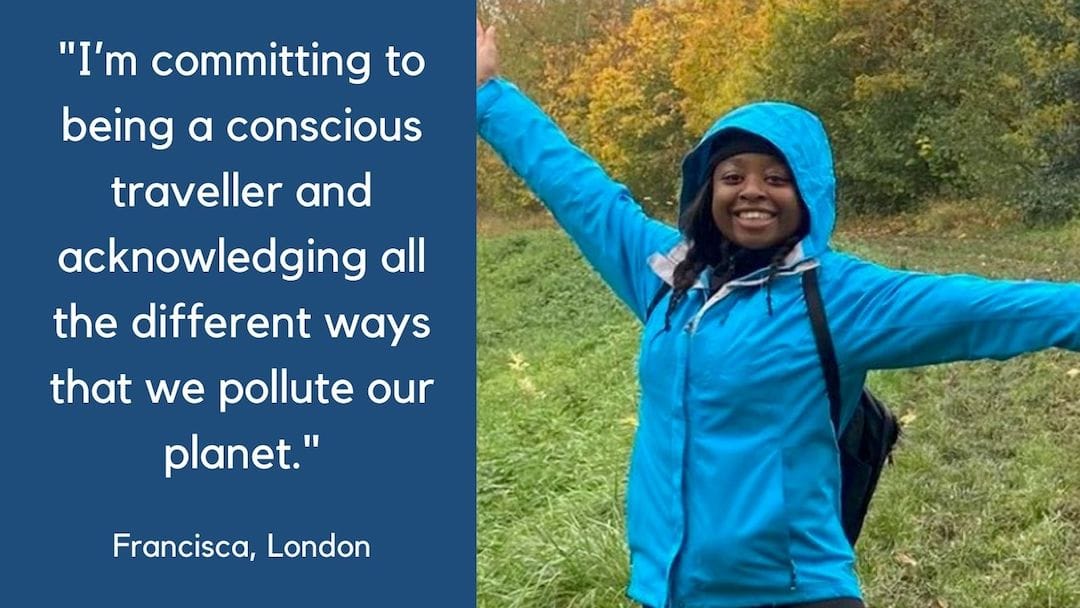 "I’m committing to
being a conscious
traveller and
acknowledging all
the different ways
that we pollute our
planet."
Francisca, London